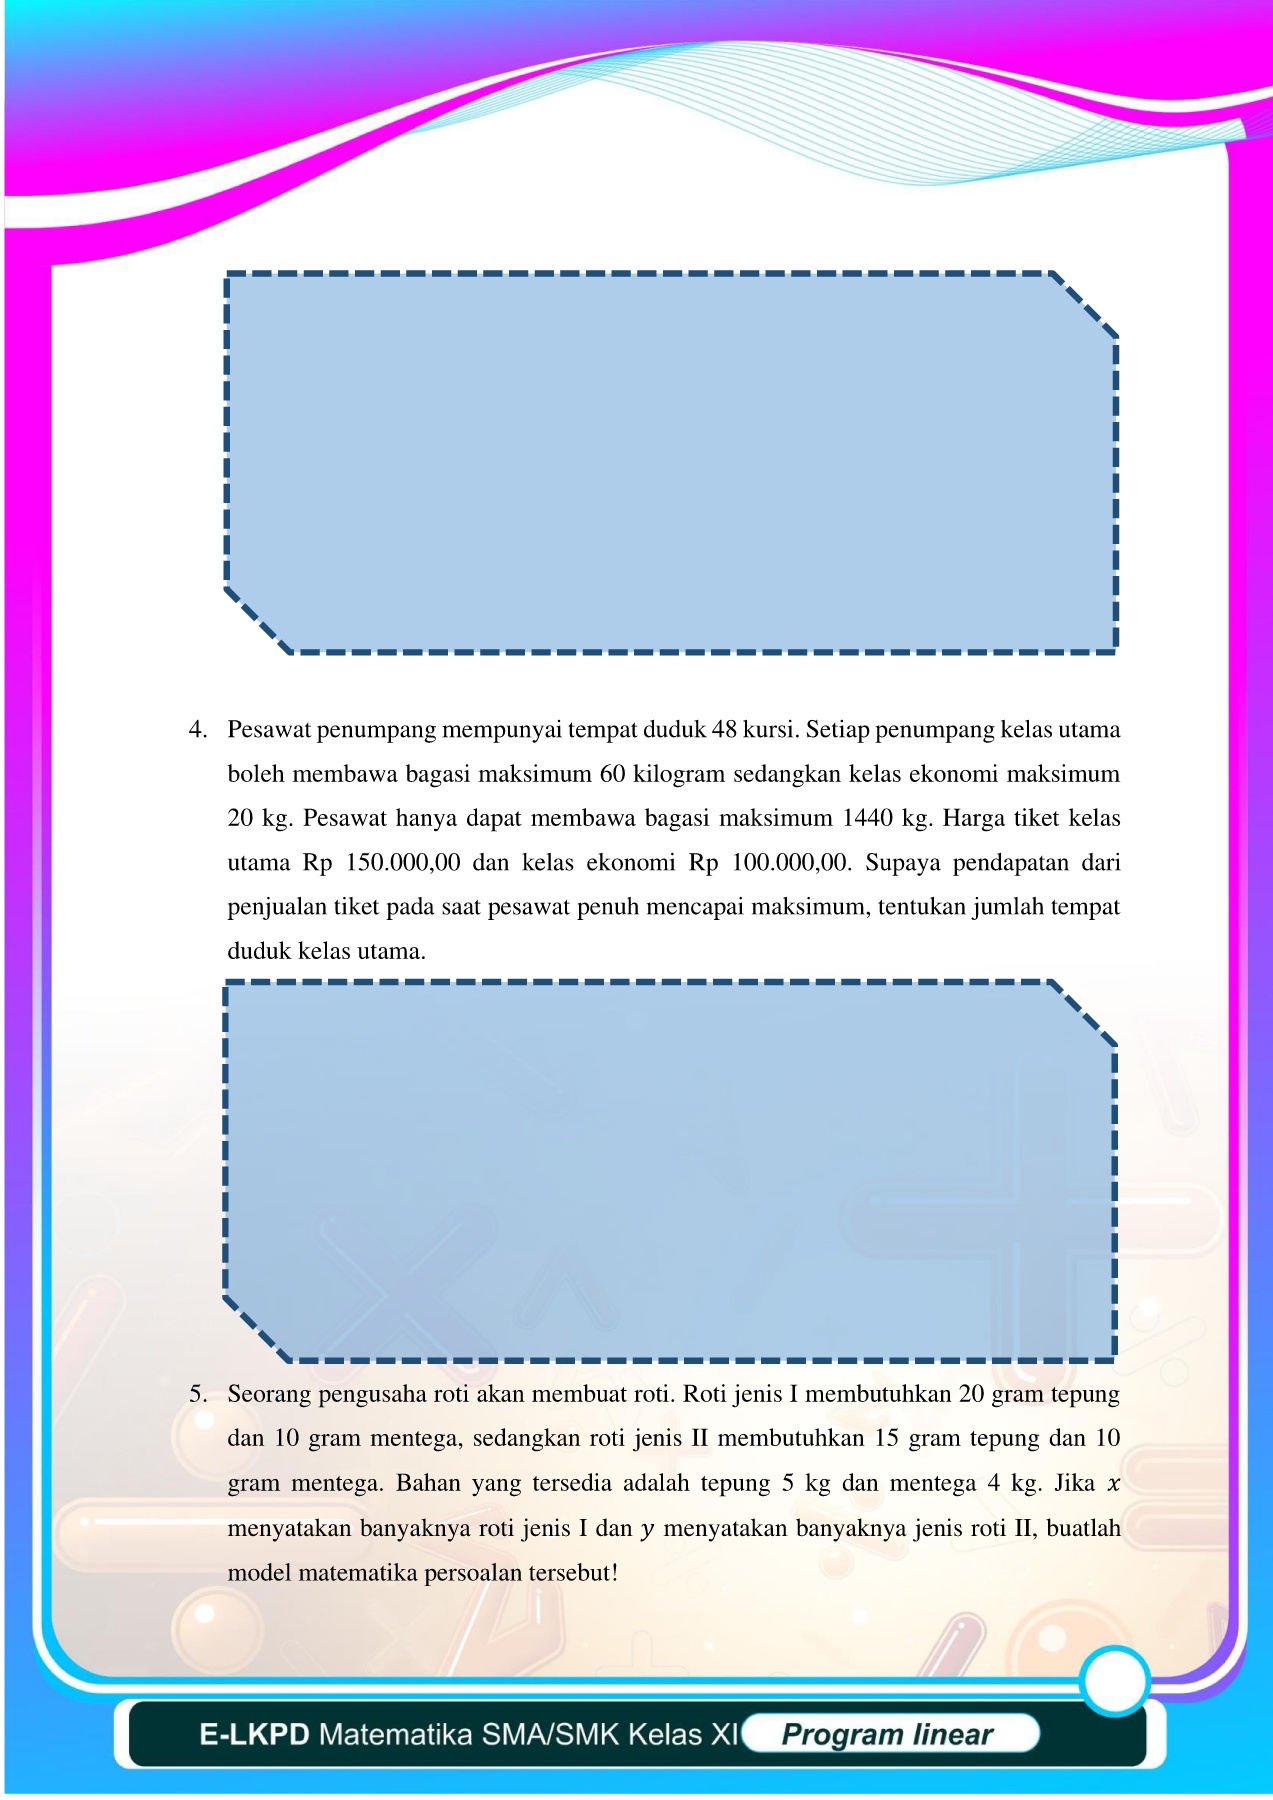 4. Pesawat penumpang mempunyai tempat duduk 48 kursi. Setiap penumpang kelas utama
boleh membawa bagasi maksimum 60 kilogram sedangkan kelas ekonomi maksimum
20 kg. Pesawat hanya dapat membawa bagasi maksimum 1440 kg. Harga tiket kelas
utama Rp 150.000,00 dan kelas ekonomi Rp 100.000,00. Supaya pendapatan dari
penjualan tiket pada saat pesawat penuh mencapai maksimum, tentukan jumlah tempat
duduk kelas utama.
5. Seorang pengusaha roti akan membuat roti. Roti jenis I membutuhkan 20 gram tepung
dan 10 gram mentega, sedangkan roti jenis II membutuhkan 15 gram tepung dan 10
gram mentega. Bahan yang tersedia adalah tepung 5 kg dan mentega 4 kg. Jika x
menyatakan banyaknya roti jenis I dan y menyatakan banyaknya jenis roti II, buatlah
model matematika persoalan tersebut!
E-LKPD Matematika SMA/SMK Kelas XI Program linear